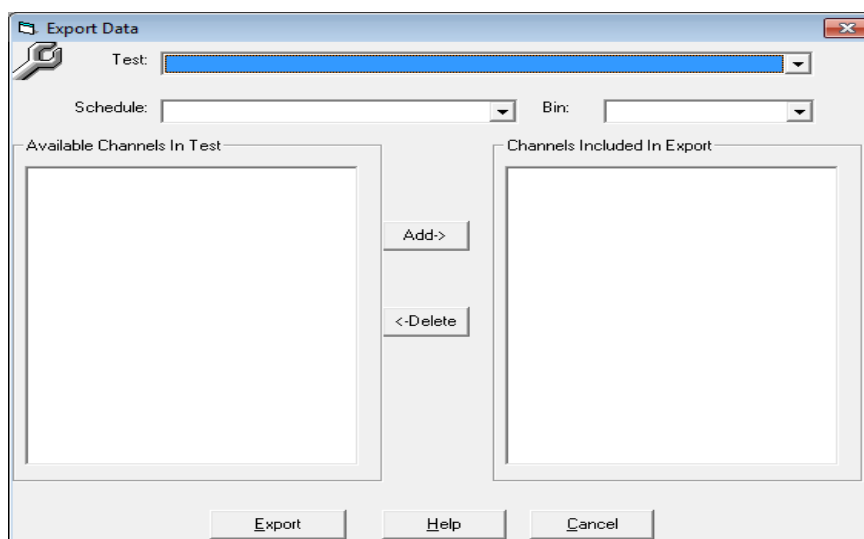 Export Data
Test:
Schedule: Bin:
Available Channels In Test Channels Included In Export
Add->
<-Delete
Export Help Cancel